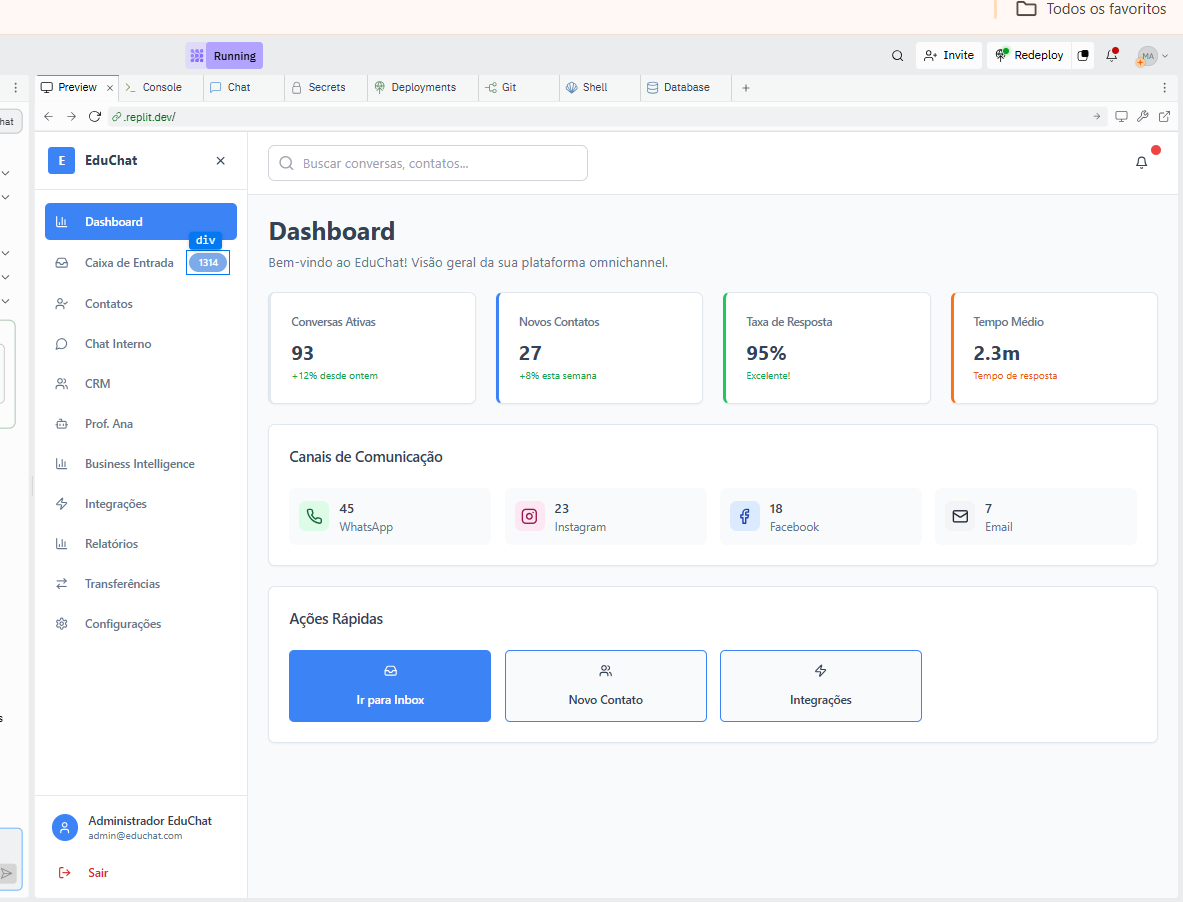 Todos os favoritos
Running
Invite
Redeploy
MA
Preview
Console
Chat
Secrets
Deployments
Git
Shell
Database
hat
.replit.dev/
E
EduChat
Buscar conversas, contatos...
Dashboard
div
Caixa de Entrada
1314
Contatos
Chat Interno
CRM
Prof. Ana
Business Intelligence
Integrações
Relatórios
Transferências
Configurações
Administrador EduChat
admin@educhat.com
Sair
Dashboard
Bem-vindo ao EduChat! Visão geral da sua plataforma omnichannel.
Conversas Ativas
93
+12% desde ontem
Novos Contatos
27
+8% esta semana
Taxa de Resposta
95%
Excelente!
Tempo Médio
2.3m
Tempo de resposta
Canais de Comunicação
45
WhatsApp
23
Instagram
18
Facebook
7
Email
Ações Rápidas
Ir para Inbox
Novo Contato
Integrações
s